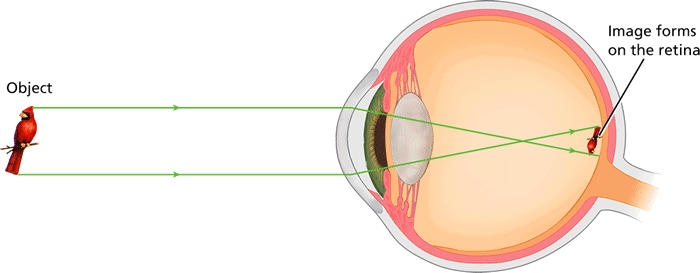 Object
Image forms
on the retina